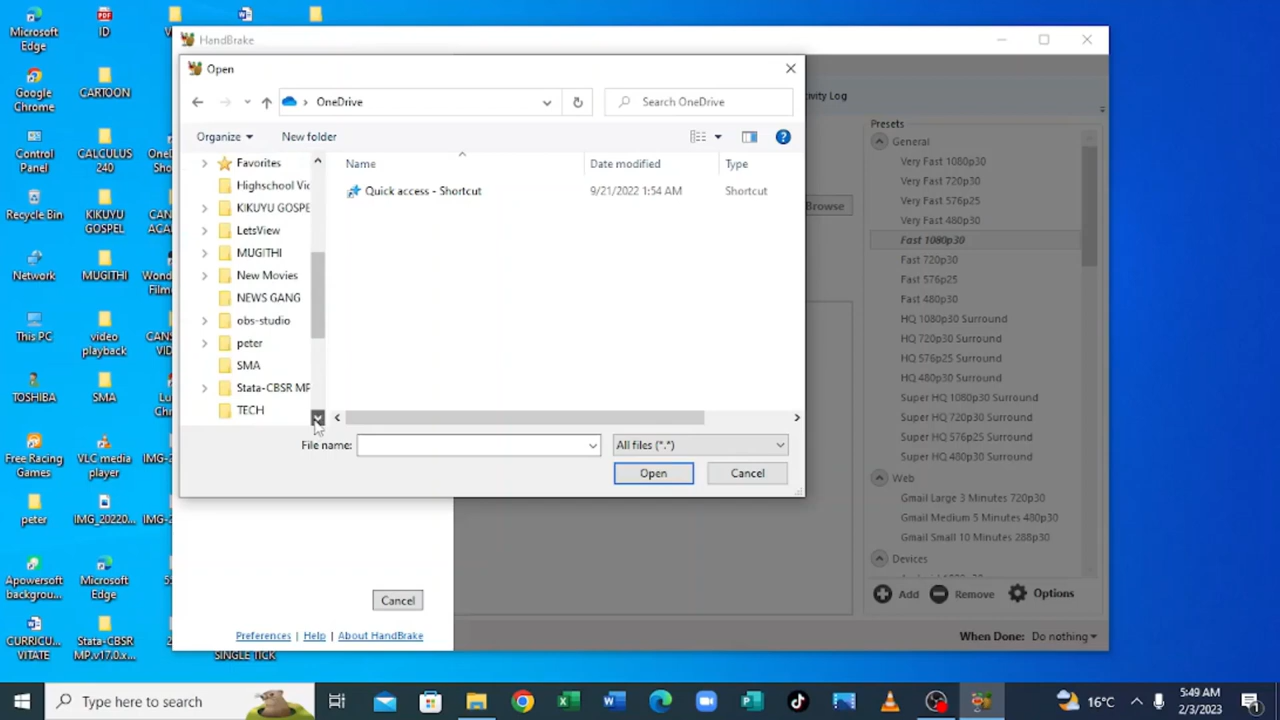 Microsoft Edge
ID
Google Chrome
CARTOON
Control Panel
CALCULUS 240
Recycle Bin
KIKUYU GOSPEL
Network
MUGITHI
This PC
video playback
TOSHIBA
SMA
Free Racing Games
VLC media player
peter
IMG_20220...
Apowersoft backgrou...
Microsoft Edge
CURRICU... VITATE
Stata-CBSR MP.v17.0.x...
SINGLE TICK
HandBrake
Open
OneDrive
Search OneDrive
Organize
New folder
Name
Date modified
Type
Quick access - Shortcut
9/21/2022 1:54 AM
Shortcut
Favorites
Highschool Vic
KIKUYU GOSPE
LetsView
MUGITHI
New Movies
NEWS GANG
obs-studio
peter
SMA
Stata-CBSR MP
TECH
File name:
All files (*.*)
Open
Cancel
Cancel
Preferences | Help | About HandBrake
ivity Log
Browse
Presets
General
Very Fast 1080p30
Very Fast 720p30
Very Fast 576p25
Very Fast 480p30
Fast 1080p30
Fast 720p30
Fast 576p25
Fast 480p30
HQ 1080p30 Surround
HQ 720p30 Surround
HQ 576p25 Surround
HQ 480p30 Surround
Super HQ 1080p30 Surround
Super HQ 720p30 Surround
Super HQ 576p25 Surround
Super HQ 480p30 Surround
Web
Gmail Large 3 Minutes 720p30
Gmail Medium 5 Minutes 480p30
Gmail Small 10 Minutes 288p30
Devices
Add
Remove
Options
When Done: Do nothing
Type here to search
16°C
5:49 AM
2/3/2023